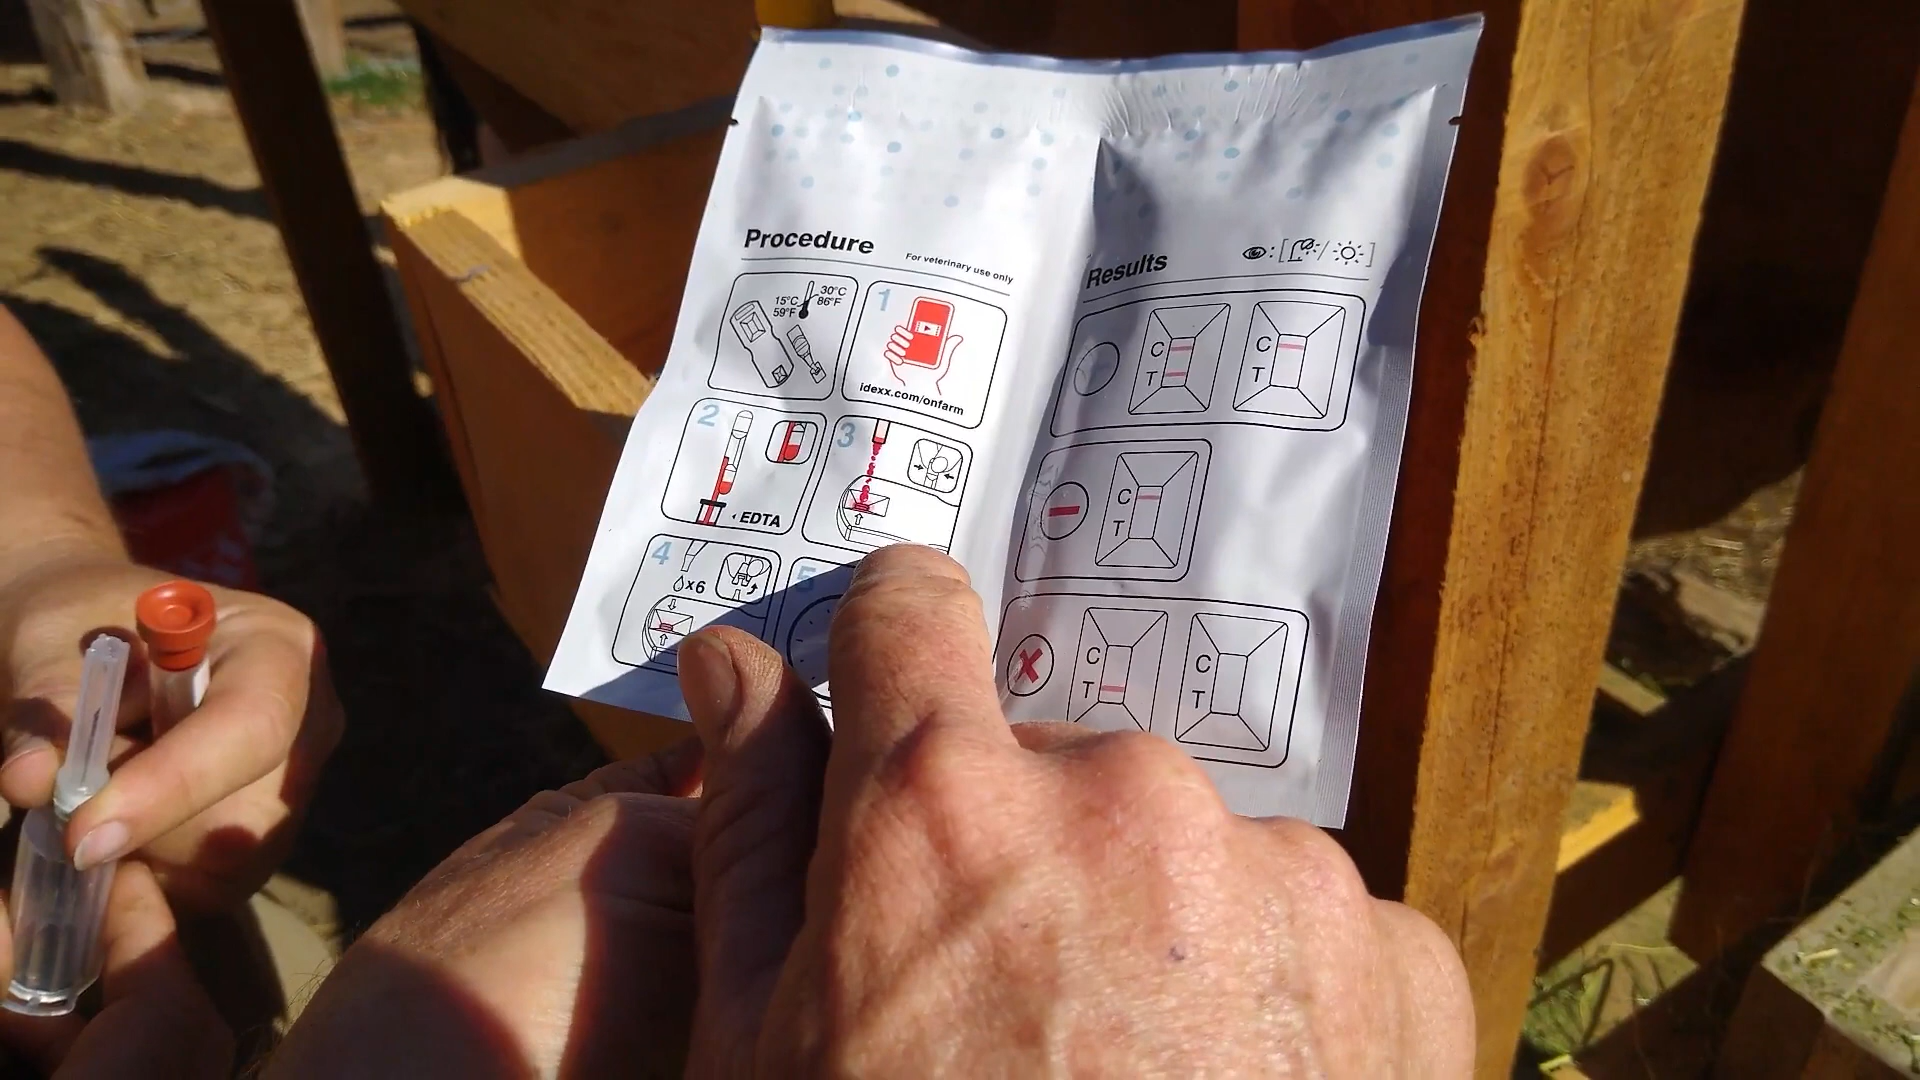 Procedure
For veterinary use only
15°C
59°F
30°C
86°F
1
idexx.com/onfarm
2
EDTA
3
4
x6
5
Results
C
T
C
T
C
T
C
T
C
T